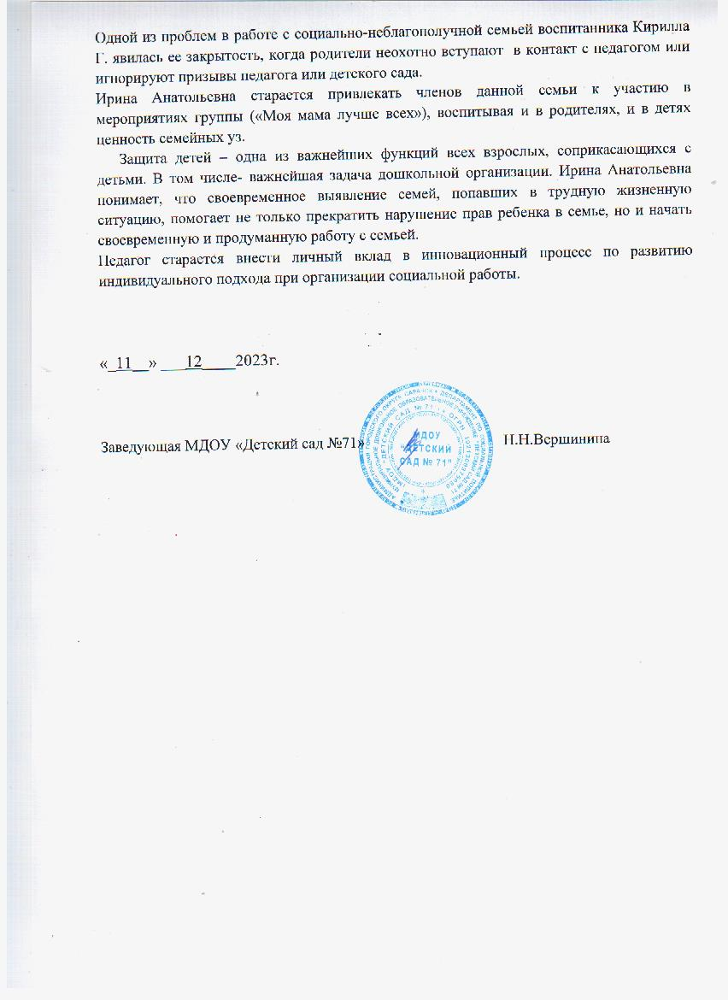 Одной из проблем в работе с социально-неблагополучной семьей воспитанника Кирилла
Г. явилась ее закрытость, когда родители неохотно вступают в контакт с педагогом или
игнорируют призывы педагога или детского сада.
Ирина Анатольевна старается привлекать членов данной семьи к участию в
мероприятиях группы («Моя мама лучше всех»), воспитывая и в родителях, и в детях
ценность семейных уз.
Защита детей – одна из важнейших функций всех взрослых, соприкасающихся с
детьми. В том числе- важнейшая задача дошкольной организации. Ирина Анатольевна
понимает, что своевременное выявление семей, попавших в трудную жизненную
ситуацию, помогает не только прекратить нарушение прав ребенка в семье, но и начать
своевременную и продуманную работу с семьей.
Педагог старается внести личный вклад в инновационный процесс по развитию
индивидуального подхода при организации социальной работы.
«_11__» ___12____2023г.
Заведующая МДОУ «Детский сад №71»
МДОУ
"ДЕТСКИЙ
САД № 71"
Н.Н.Вершинина